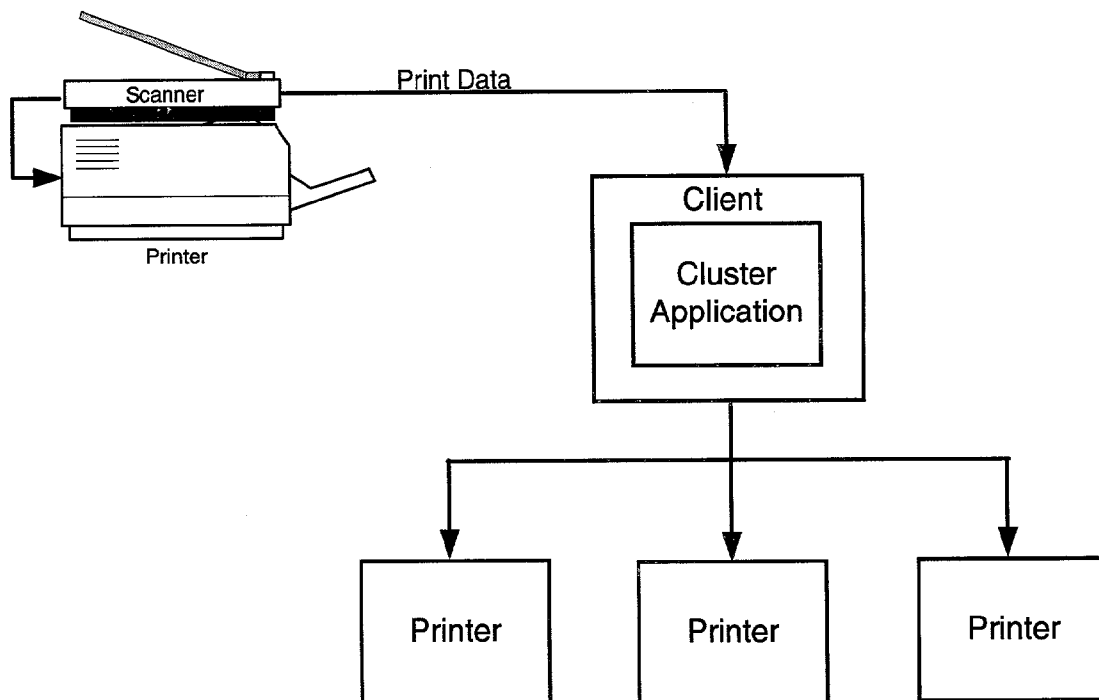 Print Data
Scanner
Printer
Client
Cluster
Application
Printer
Printer
Printer